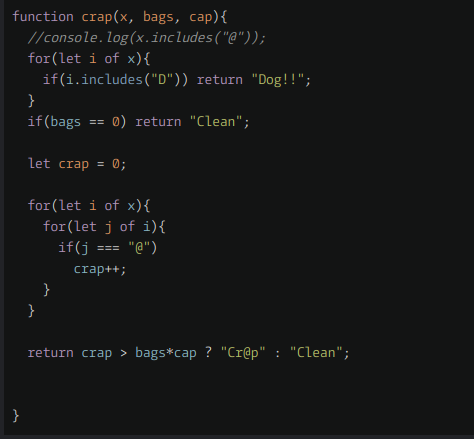 function crap(x, bags, cap){
  //console.log(x.includes("@"));
  for(let i of x){
    if(i.includes("D")) return "Dog!!";
  }
  if(bags == 0) return "Clean";

  let crap = 0;

  for(let i of x){
    for(let j of i){
      if(j === "@")
        crap++;
    }
  }

  return crap > bags*cap ? "Cr@p" : "Clean";


}